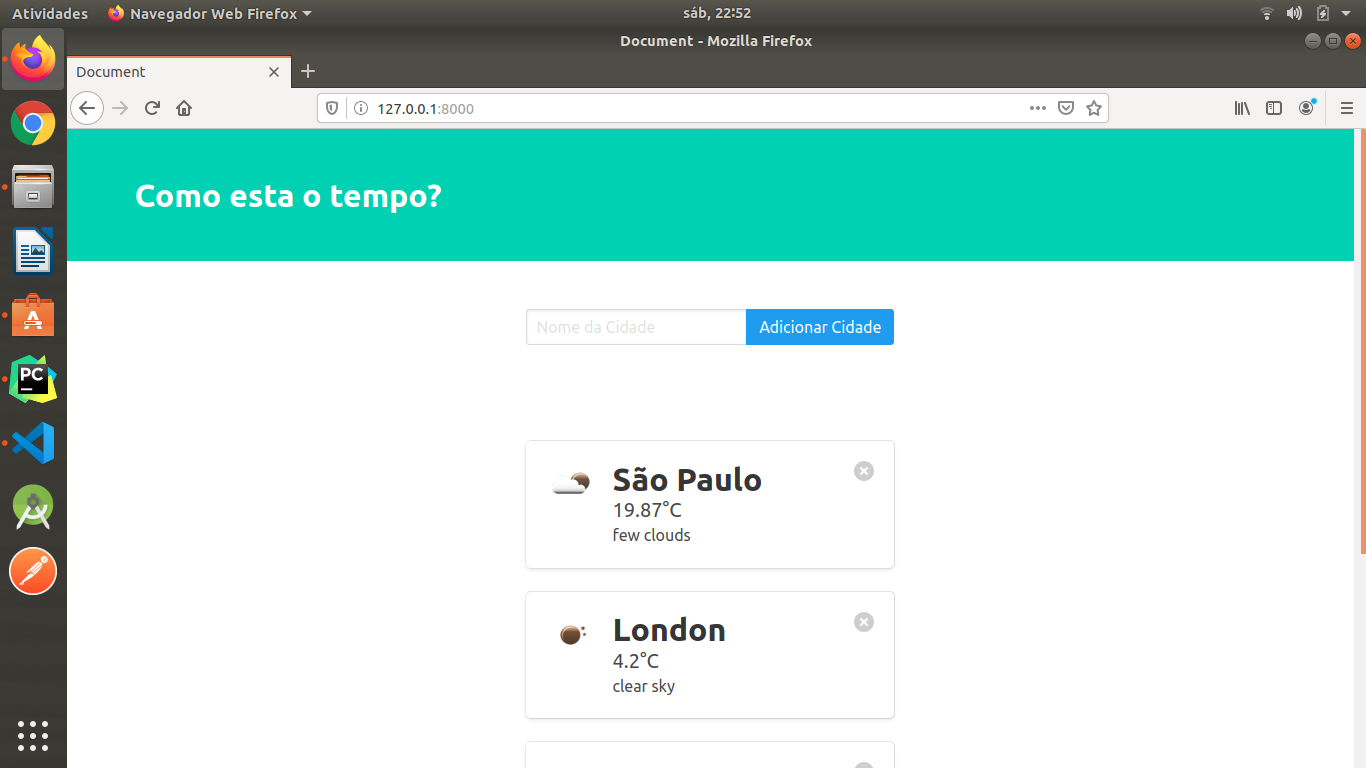 Atividades
Navegador Web Firefox
sáb, 22:52
Document - Mozilla Firefox
Document
127.0.0.1:8000
Como esta o tempo?
Nome da Cidade
Adicionar Cidade
São Paulo
19.87°C
few clouds
London
4.2°C
clear sky
PC